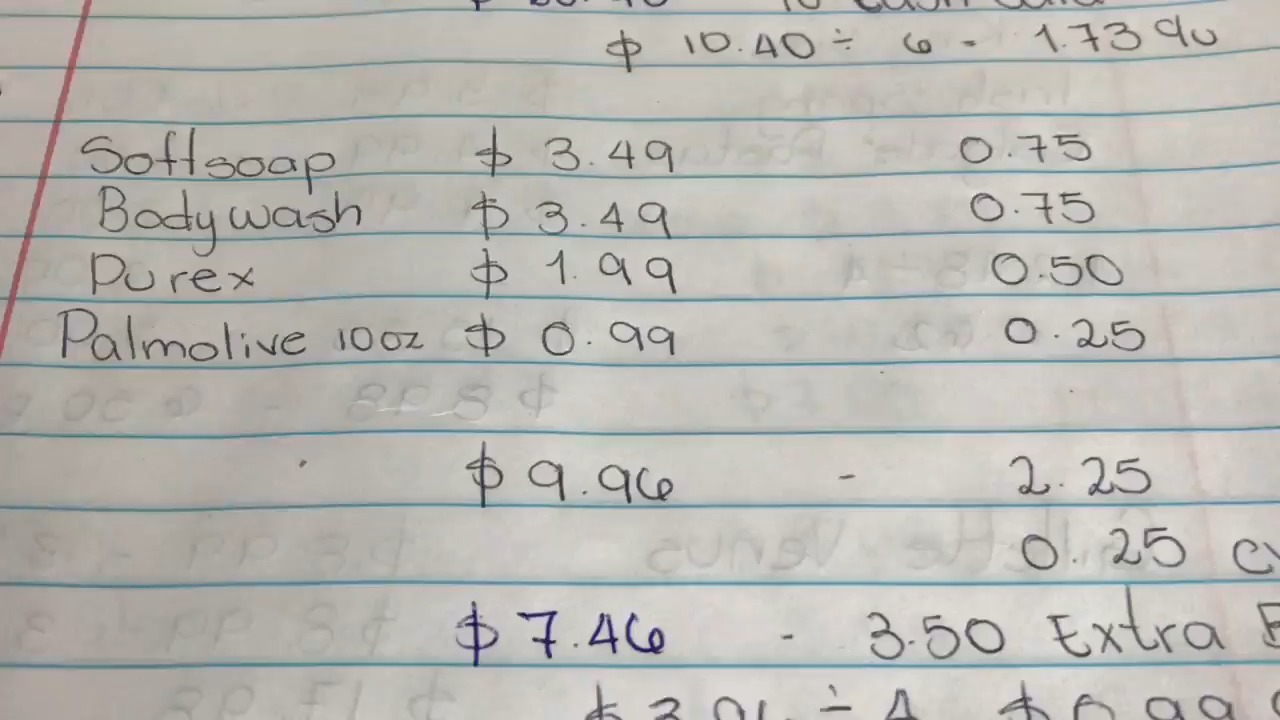 $ 10.40 ÷ 6 = 1.73 c/u
Softsoap $ 3.49 0.75
Bodywash $ 3.49 0.75
Purex $ 1.99 0.50
Palmolive 10oz $ 0.99 0.25
$ 9.96 - 2.25
0.25
$ 7.46 - 3.50 Extra
÷ 4